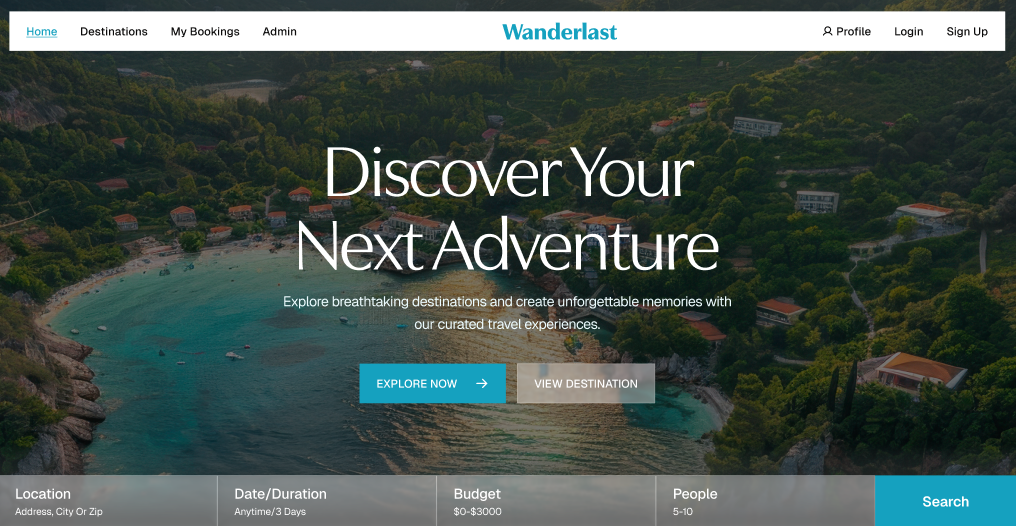 Home
Destinations
My Bookings
Admin
Wanderlast
Profile
Login
Sign Up
Discover Your
Next Adventure
Explore breathtaking destinations and create unforgettable memories with
our curated travel experiences.
EXPLORE NOW
VIEW DESTINATION
Location
Address, City Or Zip
Date/Duration
Anytime/3 Days
Budget
$0-$3000
People
5-10
Search